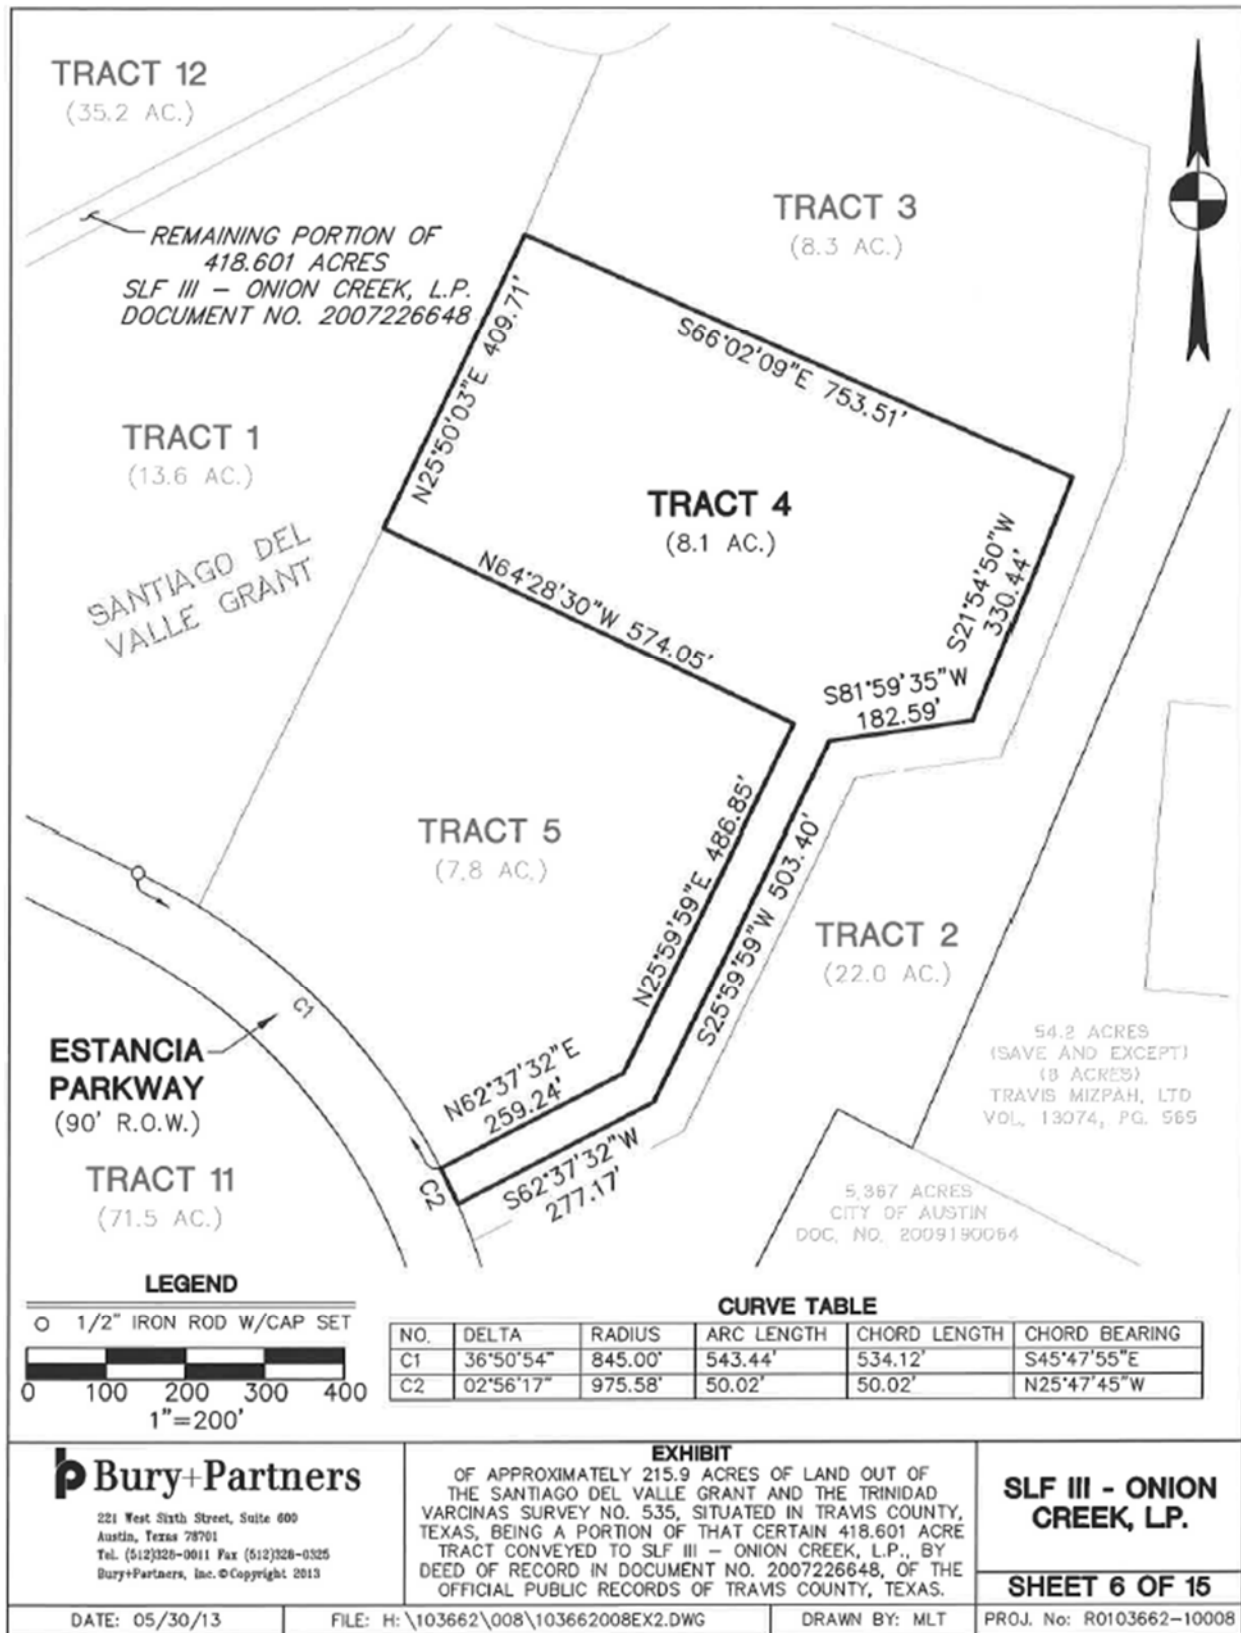 TRACT 12
(35.2 AC.)
REMAINING PORTION OF
418.601 ACRES
SLF III – ONION CREEK, L.P.
DOCUMENT NO. 2007226648
TRACT 3
(8.3 AC.)
N25°50'03"E 409.71'
S66°02'09"E 753.51'
TRACT 1
(13.6 AC.)
SANTIAGO DEL
VALLE GRANT
TRACT 4
(8.1 AC.)
N64°28'30"W 574.05'
S21°54'50"W
330.44'
S81°59'35"W
182.59'
TRACT 5
(7.8 AC.)
N25°59'59"E 486.85'
S25°59'59"W 503.40'
TRACT 2
(22.0 AC.)
C1
ESTANCIA
PARKWAY
(90' R.O.W.)
N62°37'32"E
259.24'
S62°37'32"W
277.17'
C2
TRACT 11
(71.5 AC.)
54.2 ACRES
(SAVE AND EXCEPT)
(8 ACRES)
TRAVIS MIZPAH, LTD
VOL. 13074, PG. 565
5.367 ACRES
CITY OF AUSTIN
DOC. NO. 2009190064
LEGEND
1/2" IRON ROD W/CAP SET
0 100 200 300 400
1"=200'
CURVE TABLE
NO. DELTA RADIUS ARC LENGTH CHORD LENGTH CHORD BEARING
C1 36°50'54" 845.00' 543.44' 534.12' S45°47'55"E
C2 02°56'17" 975.58' 50.02' 50.02' N25°47'45"W
Bury+Partners
221 West Sixth Street, Suite 600
Austin, Texas 78701
Tel. (512)328-0011 Fax (512)328-0325
Bury+Partners, Inc. ©Copyright 2013
EXHIBIT
OF APPROXIMATELY 215.9 ACRES OF LAND OUT OF
THE SANTIAGO DEL VALLE GRANT AND THE TRINIDAD
VARCINAS SURVEY NO. 535, SITUATED IN TRAVIS COUNTY,
TEXAS, BEING A PORTION OF THAT CERTAIN 418.601 ACRE
TRACT CONVEYED TO SLF III – ONION CREEK, L.P., BY
DEED OF RECORD IN DOCUMENT NO. 2007226648, OF THE
OFFICIAL PUBLIC RECORDS OF TRAVIS COUNTY, TEXAS.
SLF III - ONION
CREEK, L.P.
SHEET 6 OF 15
DATE: 05/30/13
FILE: H:\103662\008\103662008EX2.DWG
DRAWN BY: MLT
PROJ. No: R0103662-10008